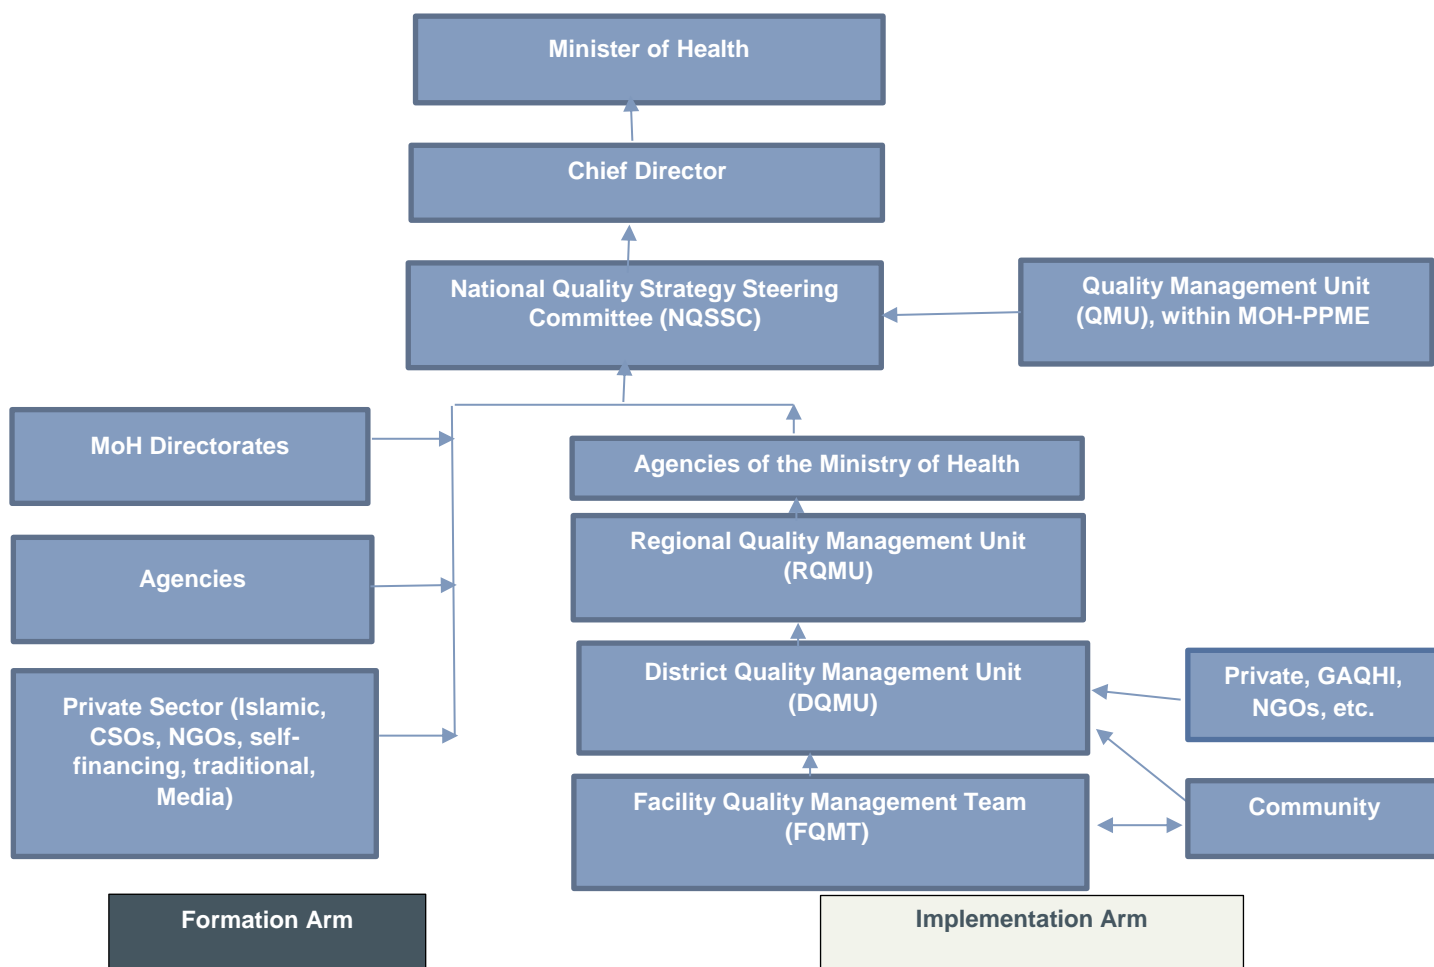 Minister of Health
Chief Director
National Quality Strategy Steering
Committee (NQSSC)
Quality Management Unit
(QMU), within MOH-PPME
MoH Directorates
Agencies
Private Sector (Islamic,
CSOs, NGOs, self-
financing, traditional,
Media)
Agencies of the Ministry of Health
Regional Quality Management Unit
(RQMU)
District Quality Management Unit
(DQMU)
Private, GAQHI,
NGOs, etc.
Facility Quality Management Team
(FQMT)
Community
Formation Arm
Implementation Arm